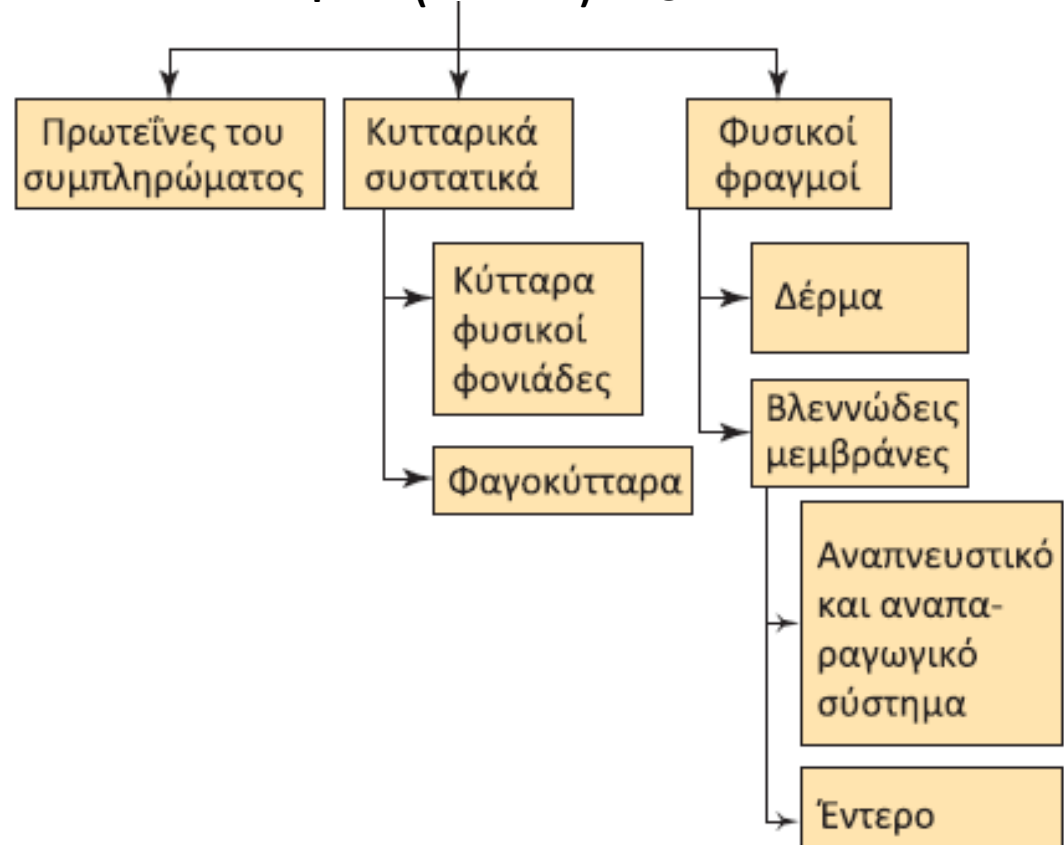 Πρωτεΐνες του
συμπληρώματος
Κυτταρικά
συστατικά
Φυσικοί
φραγμοί
Κύτταρα
φυσικοί
φονιάδες
Φαγοκύτταρα
Δέρμα
Βλεννώδεις
μεμβράνες
Αναπνευστικό
και αναπα-
ραγωγικό
σύστημα
Έντερο